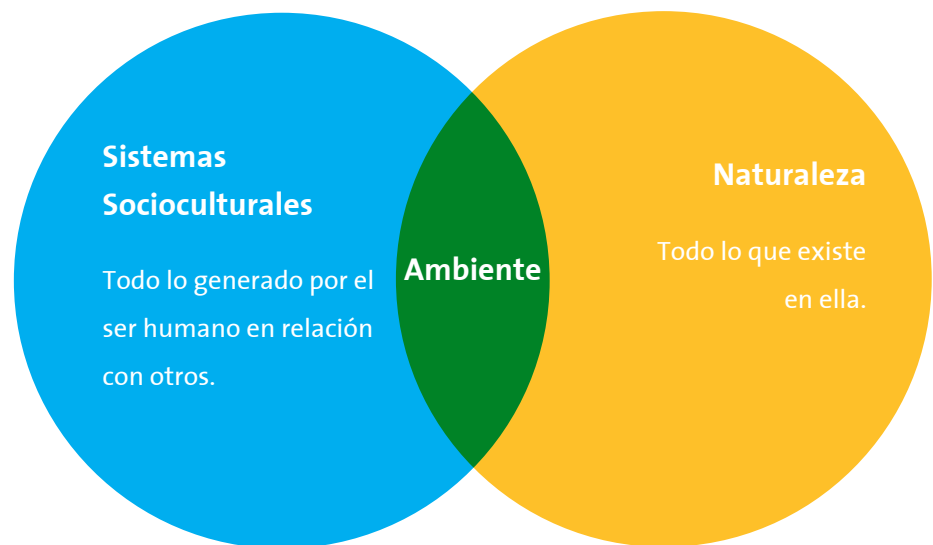 Sistemas
Socioculturales
Todo lo generado por el
ser humano en relación
con otros.
Ambiente
Naturaleza
Todo lo que existe
en ella.